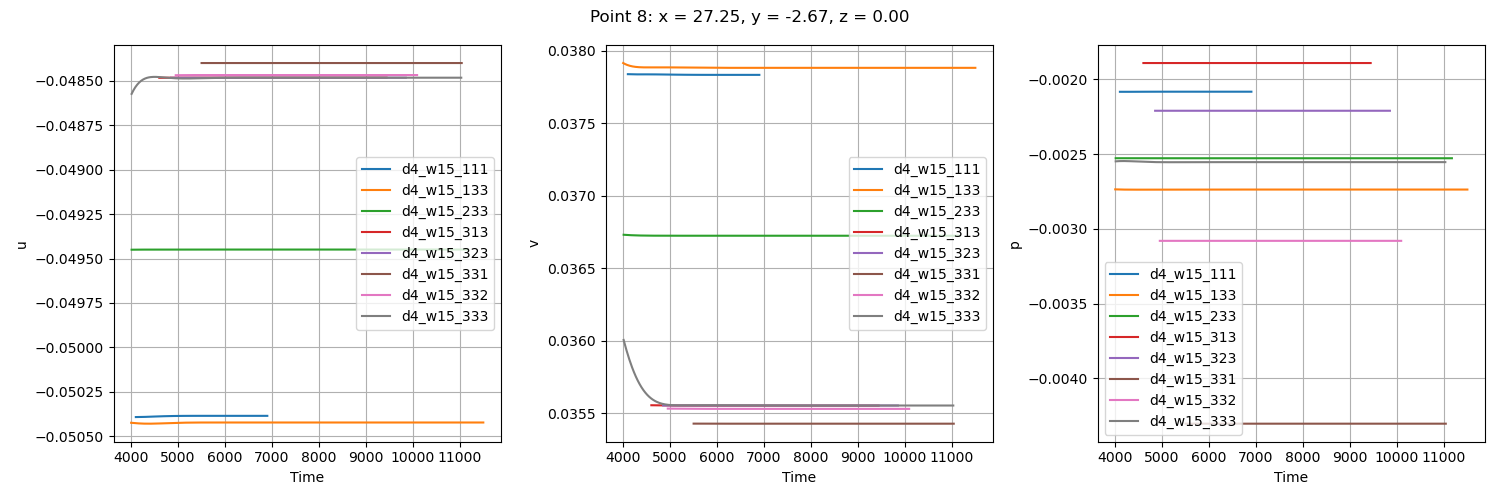 Point 8: x = 27.25, y = -2.67, z = 0.00
u
−0.04850
−0.04875
−0.04900
−0.04925
−0.04950
−0.04975
−0.05000
−0.05025
−0.05050
4000 5000 6000 7000 8000 9000 10000 11000
Time
d4_w15_111
d4_w15_133
d4_w15_233
d4_w15_313
d4_w15_323
d4_w15_331
d4_w15_332
d4_w15_333
v
0.0380
0.0375
0.0370
0.0365
0.0360
0.0355
4000 5000 6000 7000 8000 9000 10000 11000
Time
d4_w15_111
d4_w15_133
d4_w15_233
d4_w15_313
d4_w15_323
d4_w15_331
d4_w15_332
d4_w15_333
p
−0.0020
−0.0025
−0.0030
−0.0035
−0.0040
4000 5000 6000 7000 8000 9000 10000 11000
Time
d4_w15_111
d4_w15_133
d4_w15_233
d4_w15_313
d4_w15_323
d4_w15_331
d4_w15_332
d4_w15_333